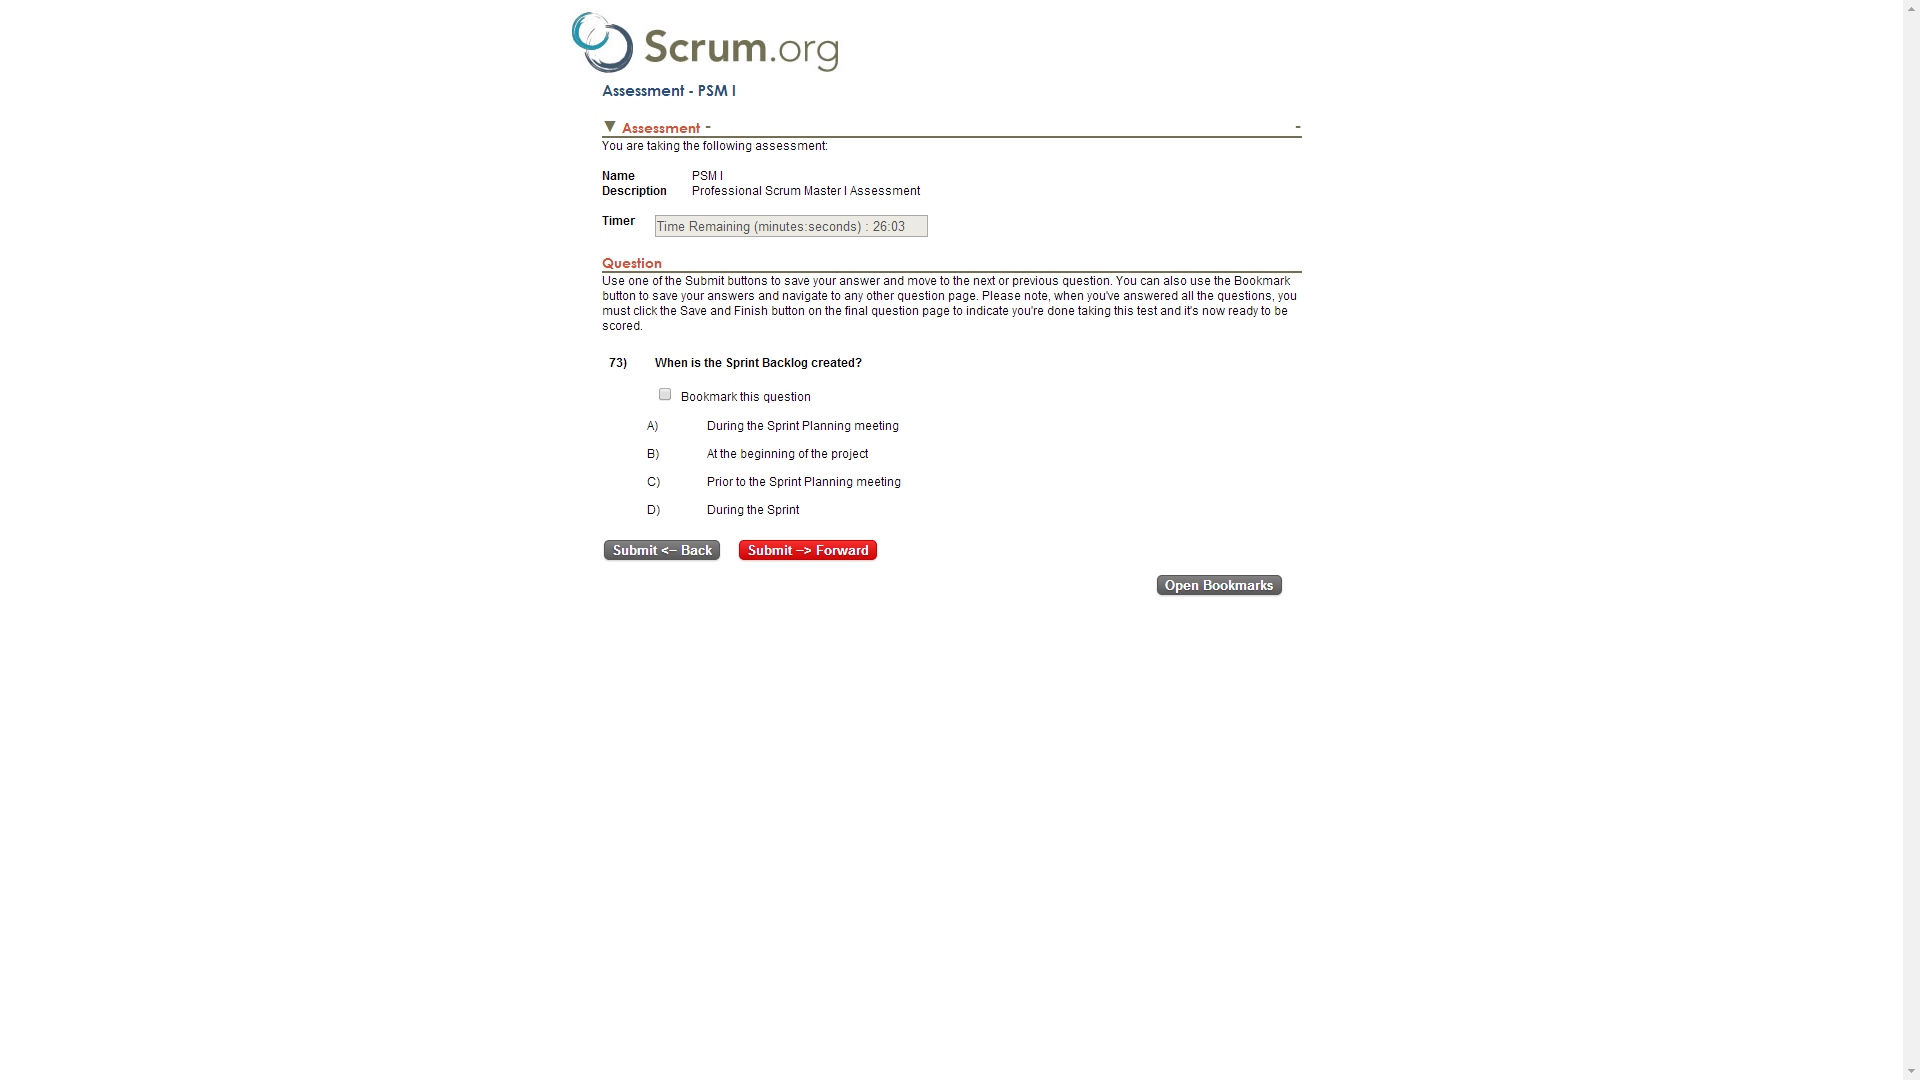 Scrum.org
Assessment - PSM I
▼ Assessment - -
You are taking the following assessment:
Name PSM I
Description Professional Scrum Master I Assessment
Timer Time Remaining (minutes:seconds) : 26:03
Question
Use one of the Submit buttons to save your answer and move to the next or previous question. You can also use the Bookmark
button to save your answers and navigate to any other question page. Please note, when you've answered all the questions, you
must click the Save and Finish button on the final question page to indicate you're done taking this test and it's now ready to be
scored.
73) When is the Sprint Backlog created?
Bookmark this question
A) During the Sprint Planning meeting
B) At the beginning of the project
C) Prior to the Sprint Planning meeting
D) During the Sprint
Submit <-- Back Submit --> Forward
Open Bookmarks